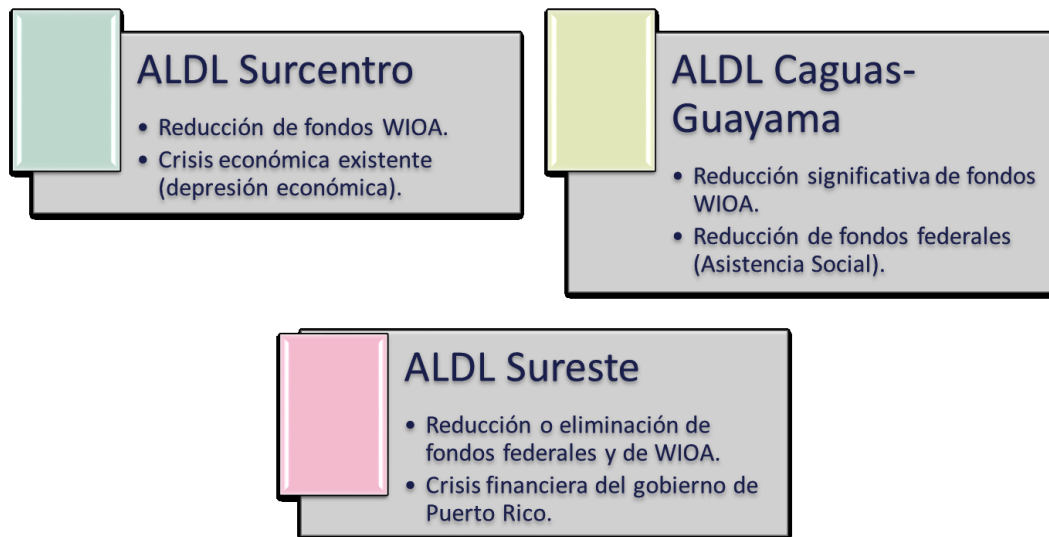 ALDL Surcentro
• Reducción de fondos WIOA.
• Crisis económica existente
(depresión económica).
ALDL Caguas-
Guayama
• Reducción significativa de fondos
WIOA.
• Reducción de fondos federales
(Asistencia Social).
ALDL Sureste
• Reducción o eliminación de
fondos federales y de WIOA.
• Crisis financiera del gobierno de
Puerto Rico.